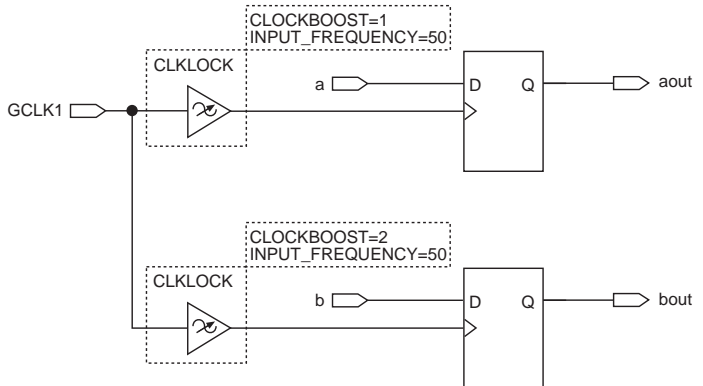 CLOCKBOOST=1
INPUT_FREQUENCY=50
CLKLOCK
a
D
Q
aout
GCLK1
CLOCKBOOST=2
INPUT_FREQUENCY=50
CLKLOCK
b
D
Q
bout